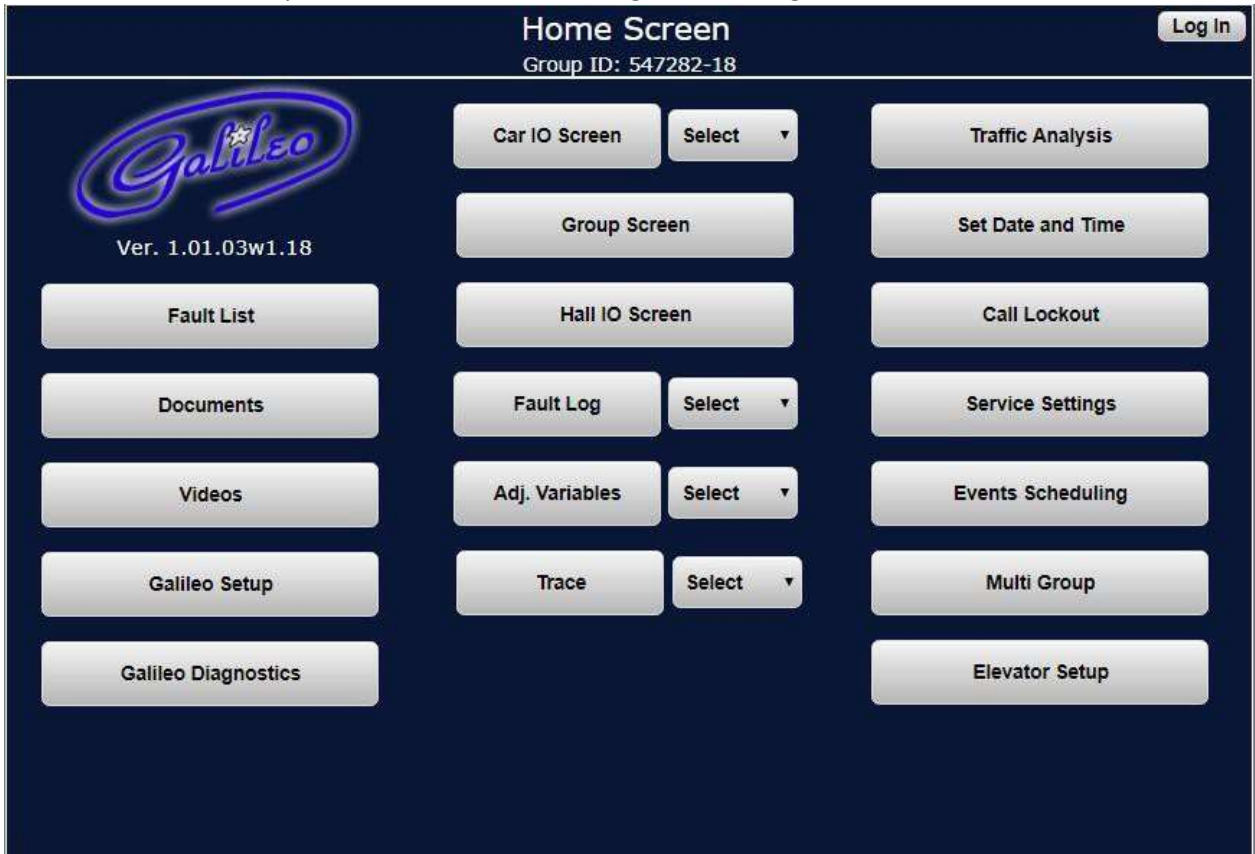 Home Screen
Log In
Group ID: 547282-18
Galileo
Ver. 1.01.03w1.18
Fault List
Documents
Videos
Galileo Setup
Galileo Diagnostics
Car IO Screen
Select
Group Screen
Hall IO Screen
Fault Log
Select
Adj. Variables
Select
Trace
Select
Traffic Analysis
Set Date and Time
Call Lockout
Service Settings
Events Scheduling
Multi Group
Elevator Setup